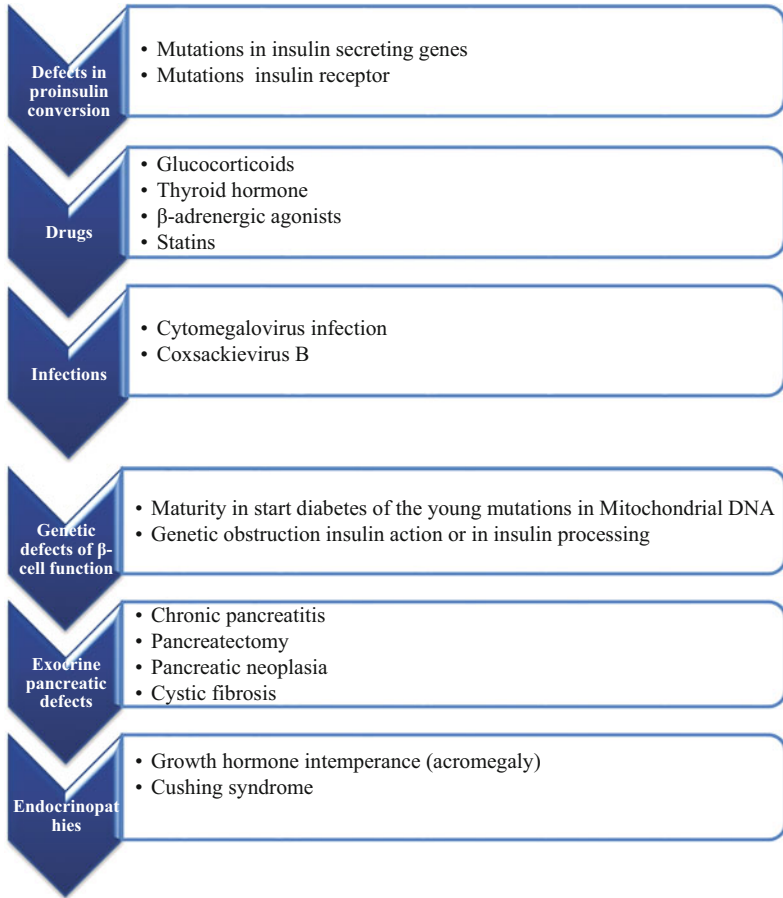 Defects in
proinsulin
conversion
• Mutations in insulin secreting genes
• Mutations insulin receptor
Drugs
• Glucocorticoids
• Thyroid hormone
• β-adrenergic agonists
• Statins
Infections
• Cytomegalovirus infection
• Coxsackievirus B
Genetic
defects of β-
cell function
• Maturity in start diabetes of the young mutations in Mitochondrial DNA
• Genetic obstruction insulin action or in insulin processing
Exocrine
pancreatic
defects
• Chronic pancreatitis
• Pancreatectomy
• Pancreatic neoplasia
• Cystic fibrosis
Endocrinopat
hies
• Growth hormone intemperance (acromegaly)
• Cushing syndrome